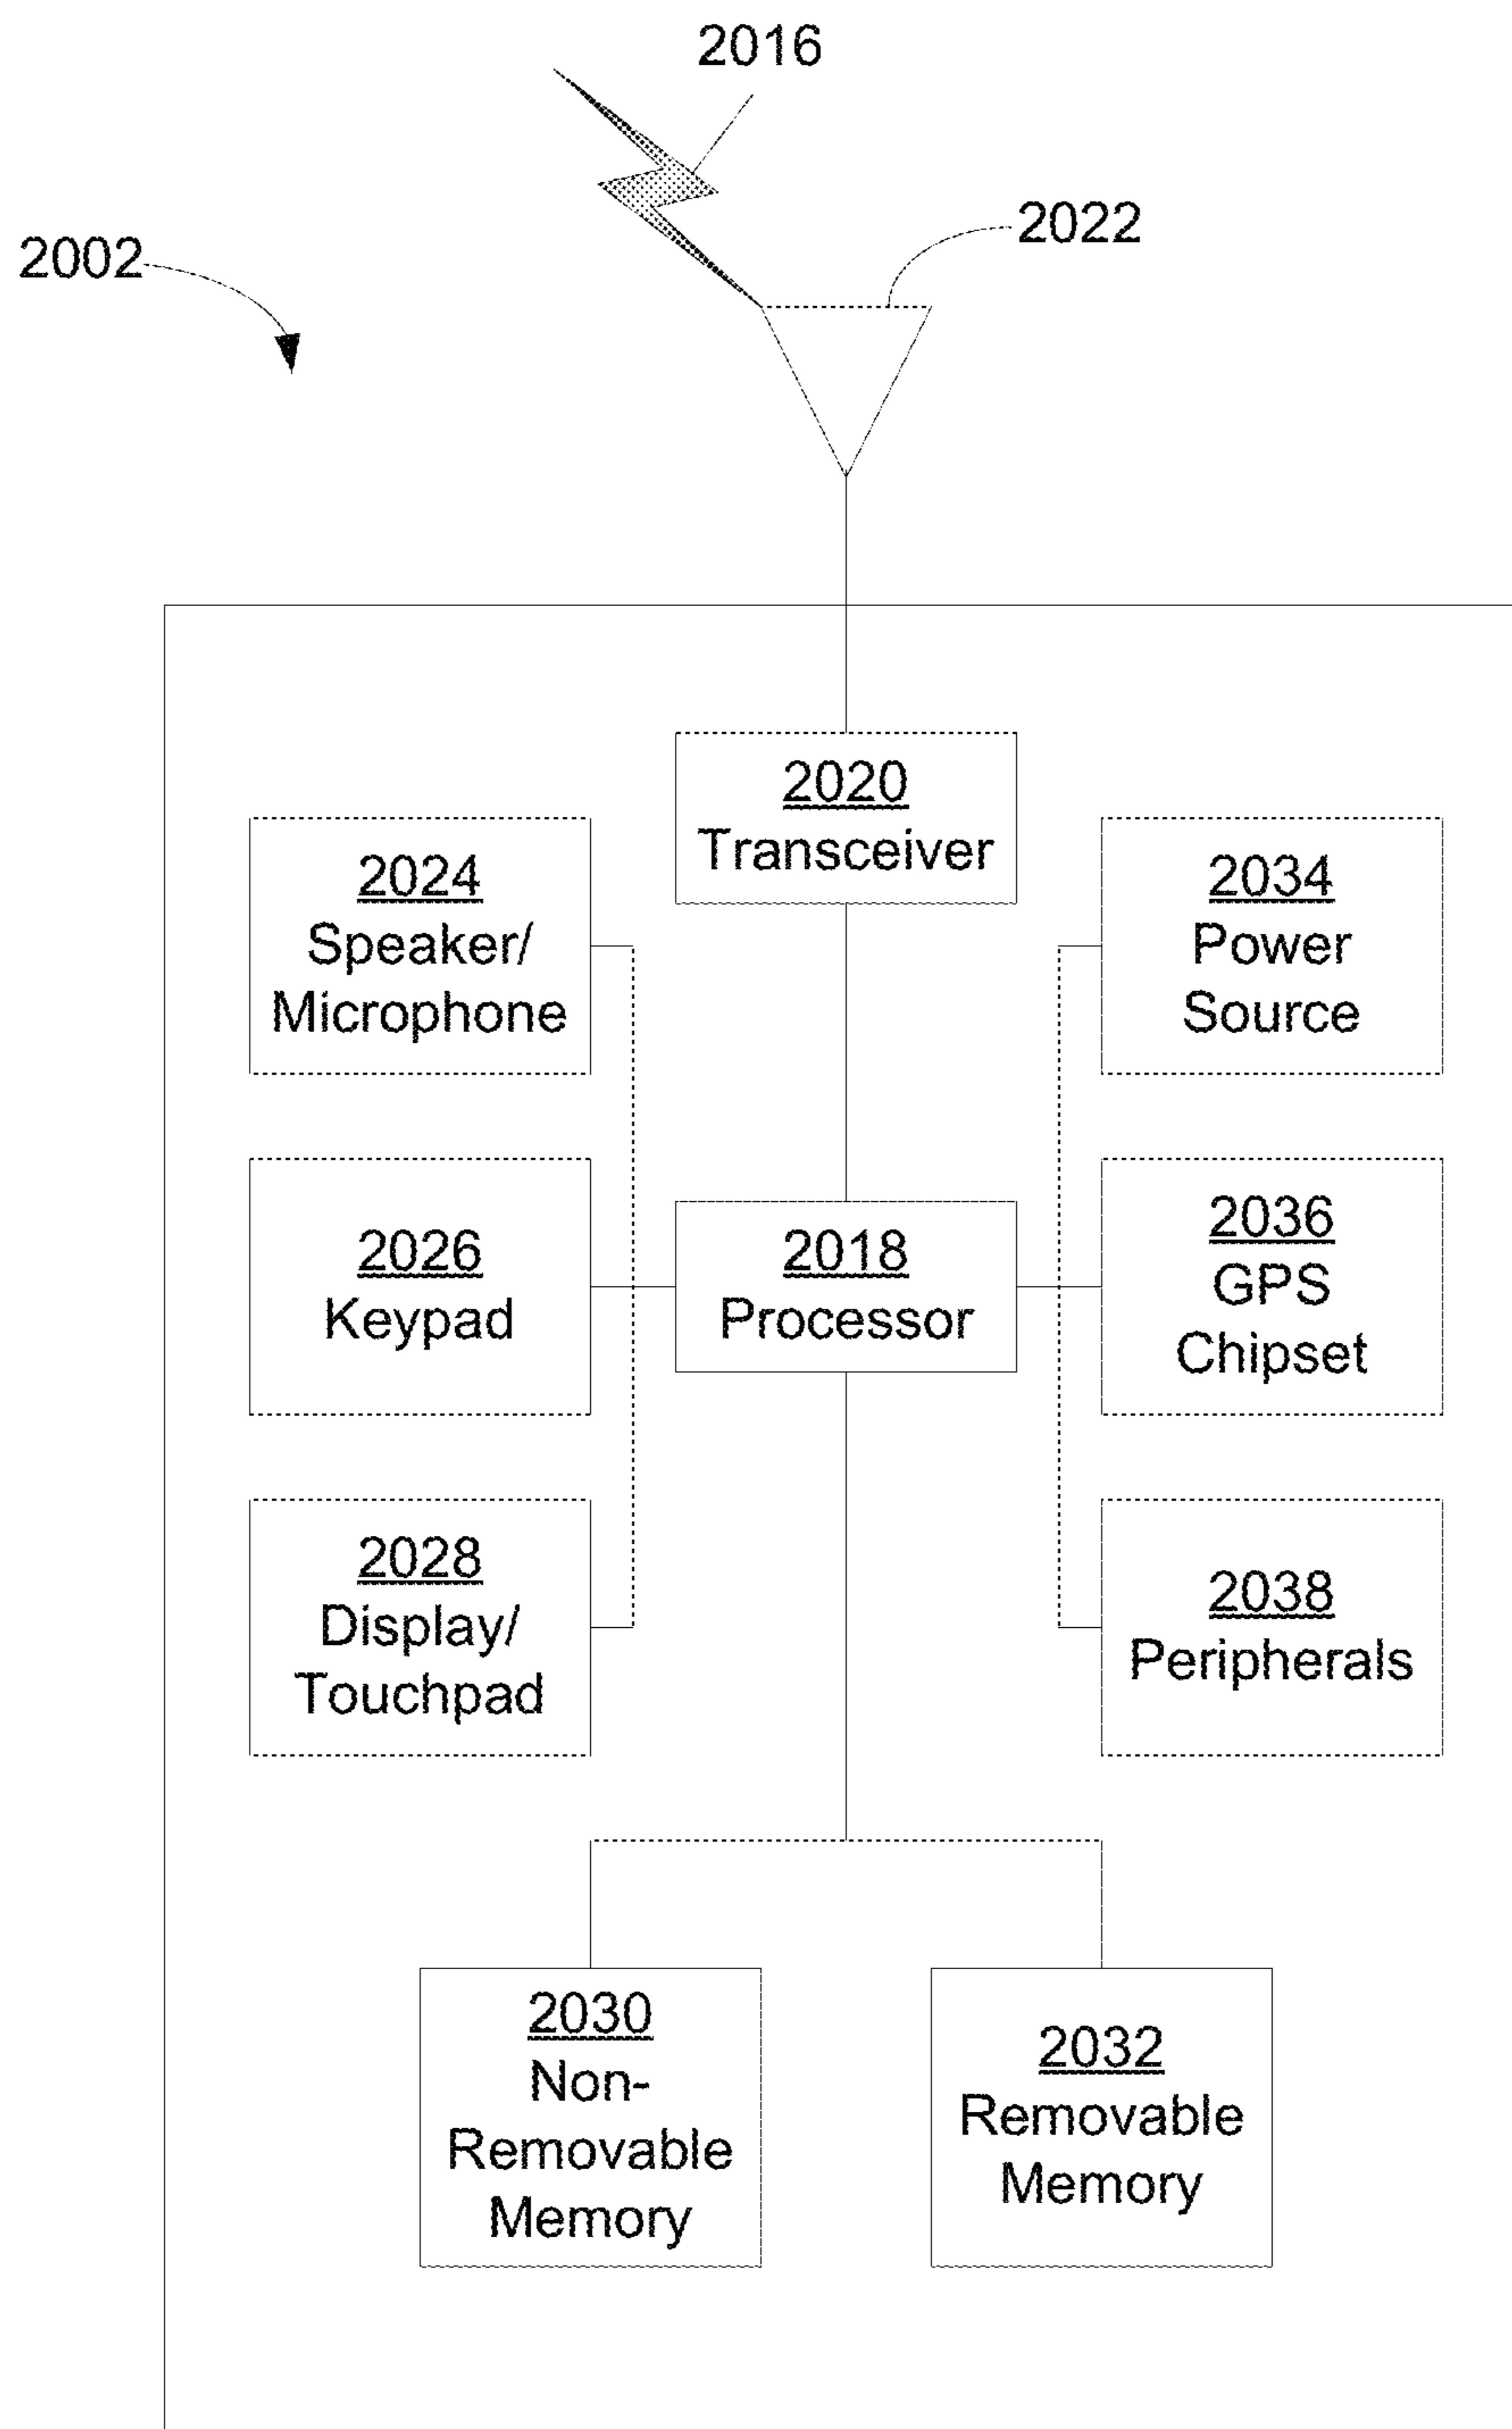 2016
2022
2002
2020
Transceiver
2024
Speaker/
Microphone
2034
Power
Source
2026
Keypad
2018
Processor
2036
GPS
Chipset
2028
Display/
Touchpad
2038
Peripherals
2030
Non-
Removable
Memory
2032
Removable
Memory